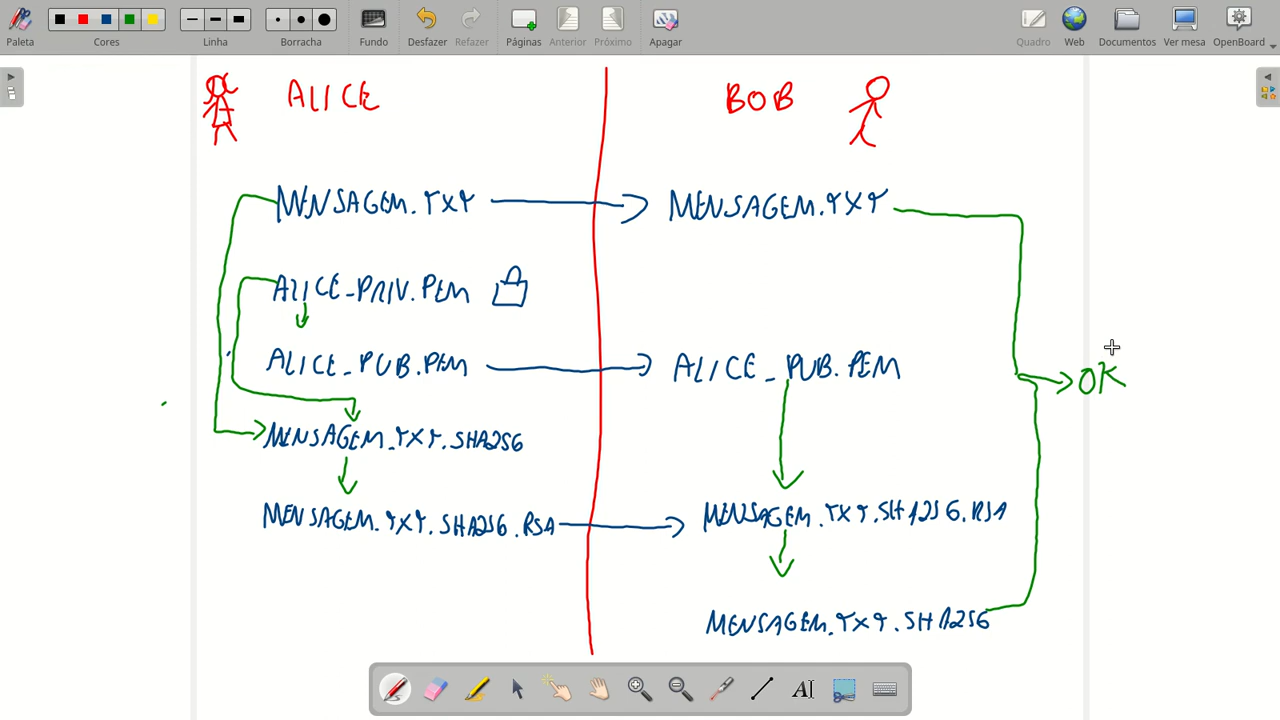 Paleta Cores Linha Borracha Fundo Desfazer Refazer Páginas Anterior Próximo Apagar Quadro Web Documentos Ver mesa OpenBoard
ALICE
BOB
MENSAGEM.TXT
MENSAGEM.TXT
ALICE_PRIV.PEM
ALICE_PUB.PEM
ALICE_PUB.PEM
OK
MENSAGEM.TXT.SHA256
MENSAGEM.TXT.SHA256.RSA
MENSAGEM.TXT.SHA256.RSA
MENSAGEM.TXT.SHA256
AI